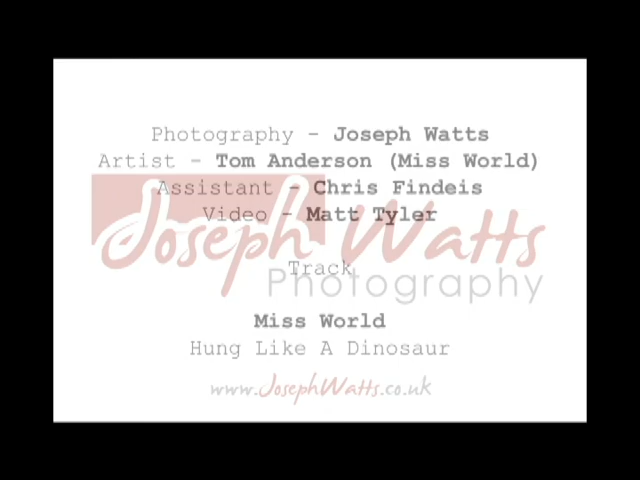 Photography - Joseph Watts
Artist - Tom Anderson (Miss World)
Assistant - Chris Findeis
Video - Matt Tyler
Joseph Watts
Photography
Track
Miss World
Hung Like A Dinosaur
www.JosephWatts.co.uk